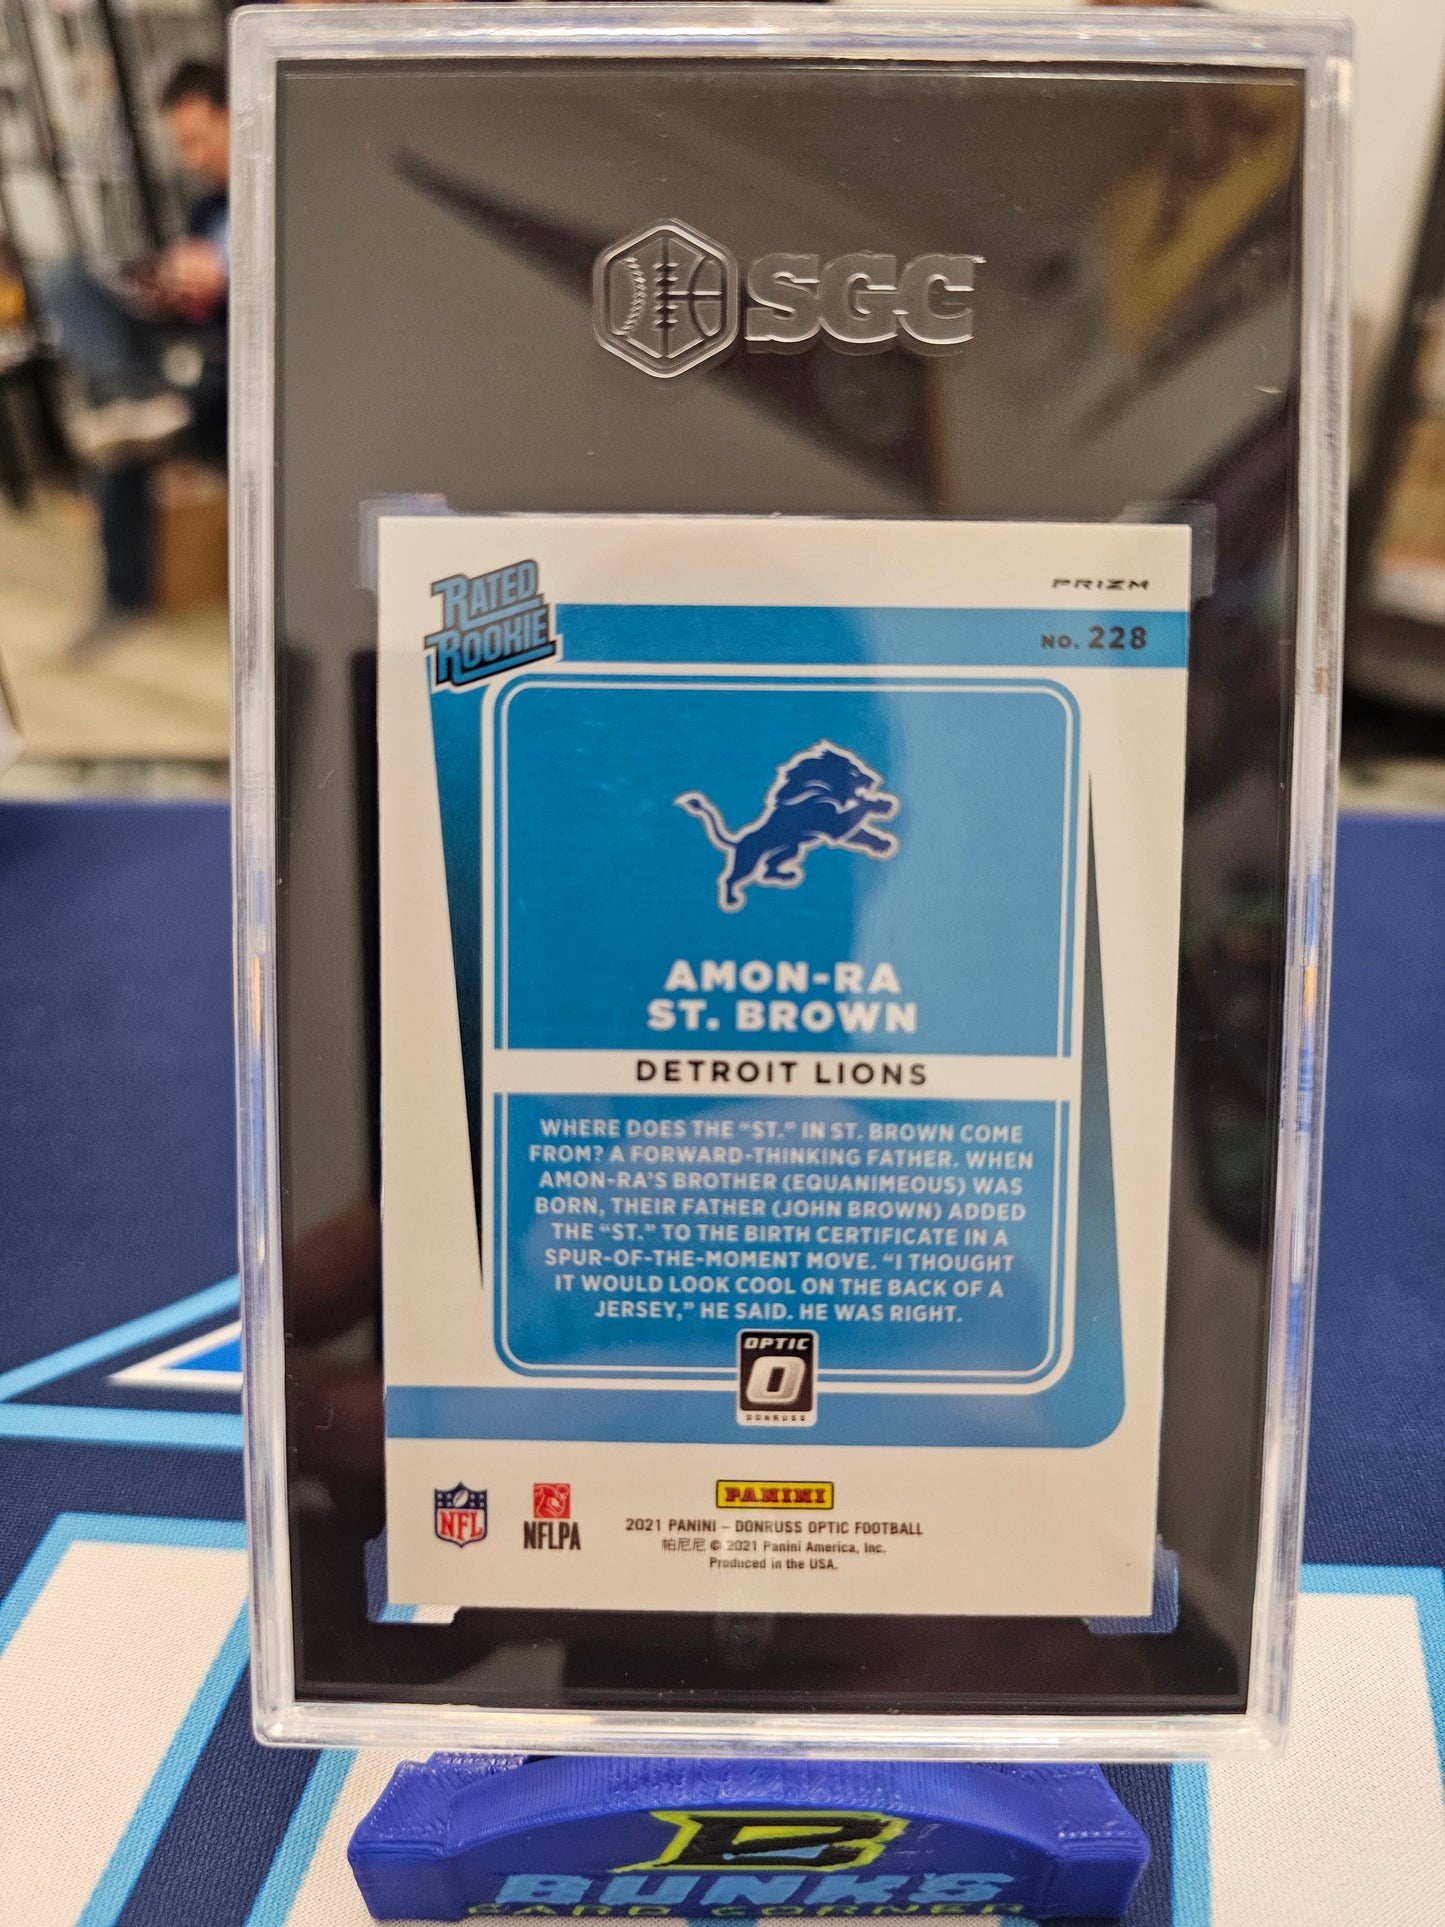 SGC
RATED
ROOKIE
PRIZM
NO. 228
AMON-RA
ST. BROWN
DETROIT LIONS
WHERE DOES THE “ST.” IN ST. BROWN COME
FROM? A FORWARD-THINKING FATHER. WHEN
AMON-RA’S BROTHER (EQUANIMEOUS) WAS
BORN, THEIR FATHER (JOHN BROWN) ADDED
THE “ST.” TO THE BIRTH CERTIFICATE IN A
SPUR-OF-THE-MOMENT MOVE. “I THOUGHT
IT WOULD LOOK COOL ON THE BACK OF A
JERSEY,” HE SAID. HE WAS RIGHT.
OPTIC
O
DONRUSS
PANINI
NFL
NFLPA
2021 PANINI – DONRUSS OPTIC FOOTBALL
帕尼尼 © 2021 Panini America, Inc.
Produced in the USA.
BUNKS
CARD CORNER